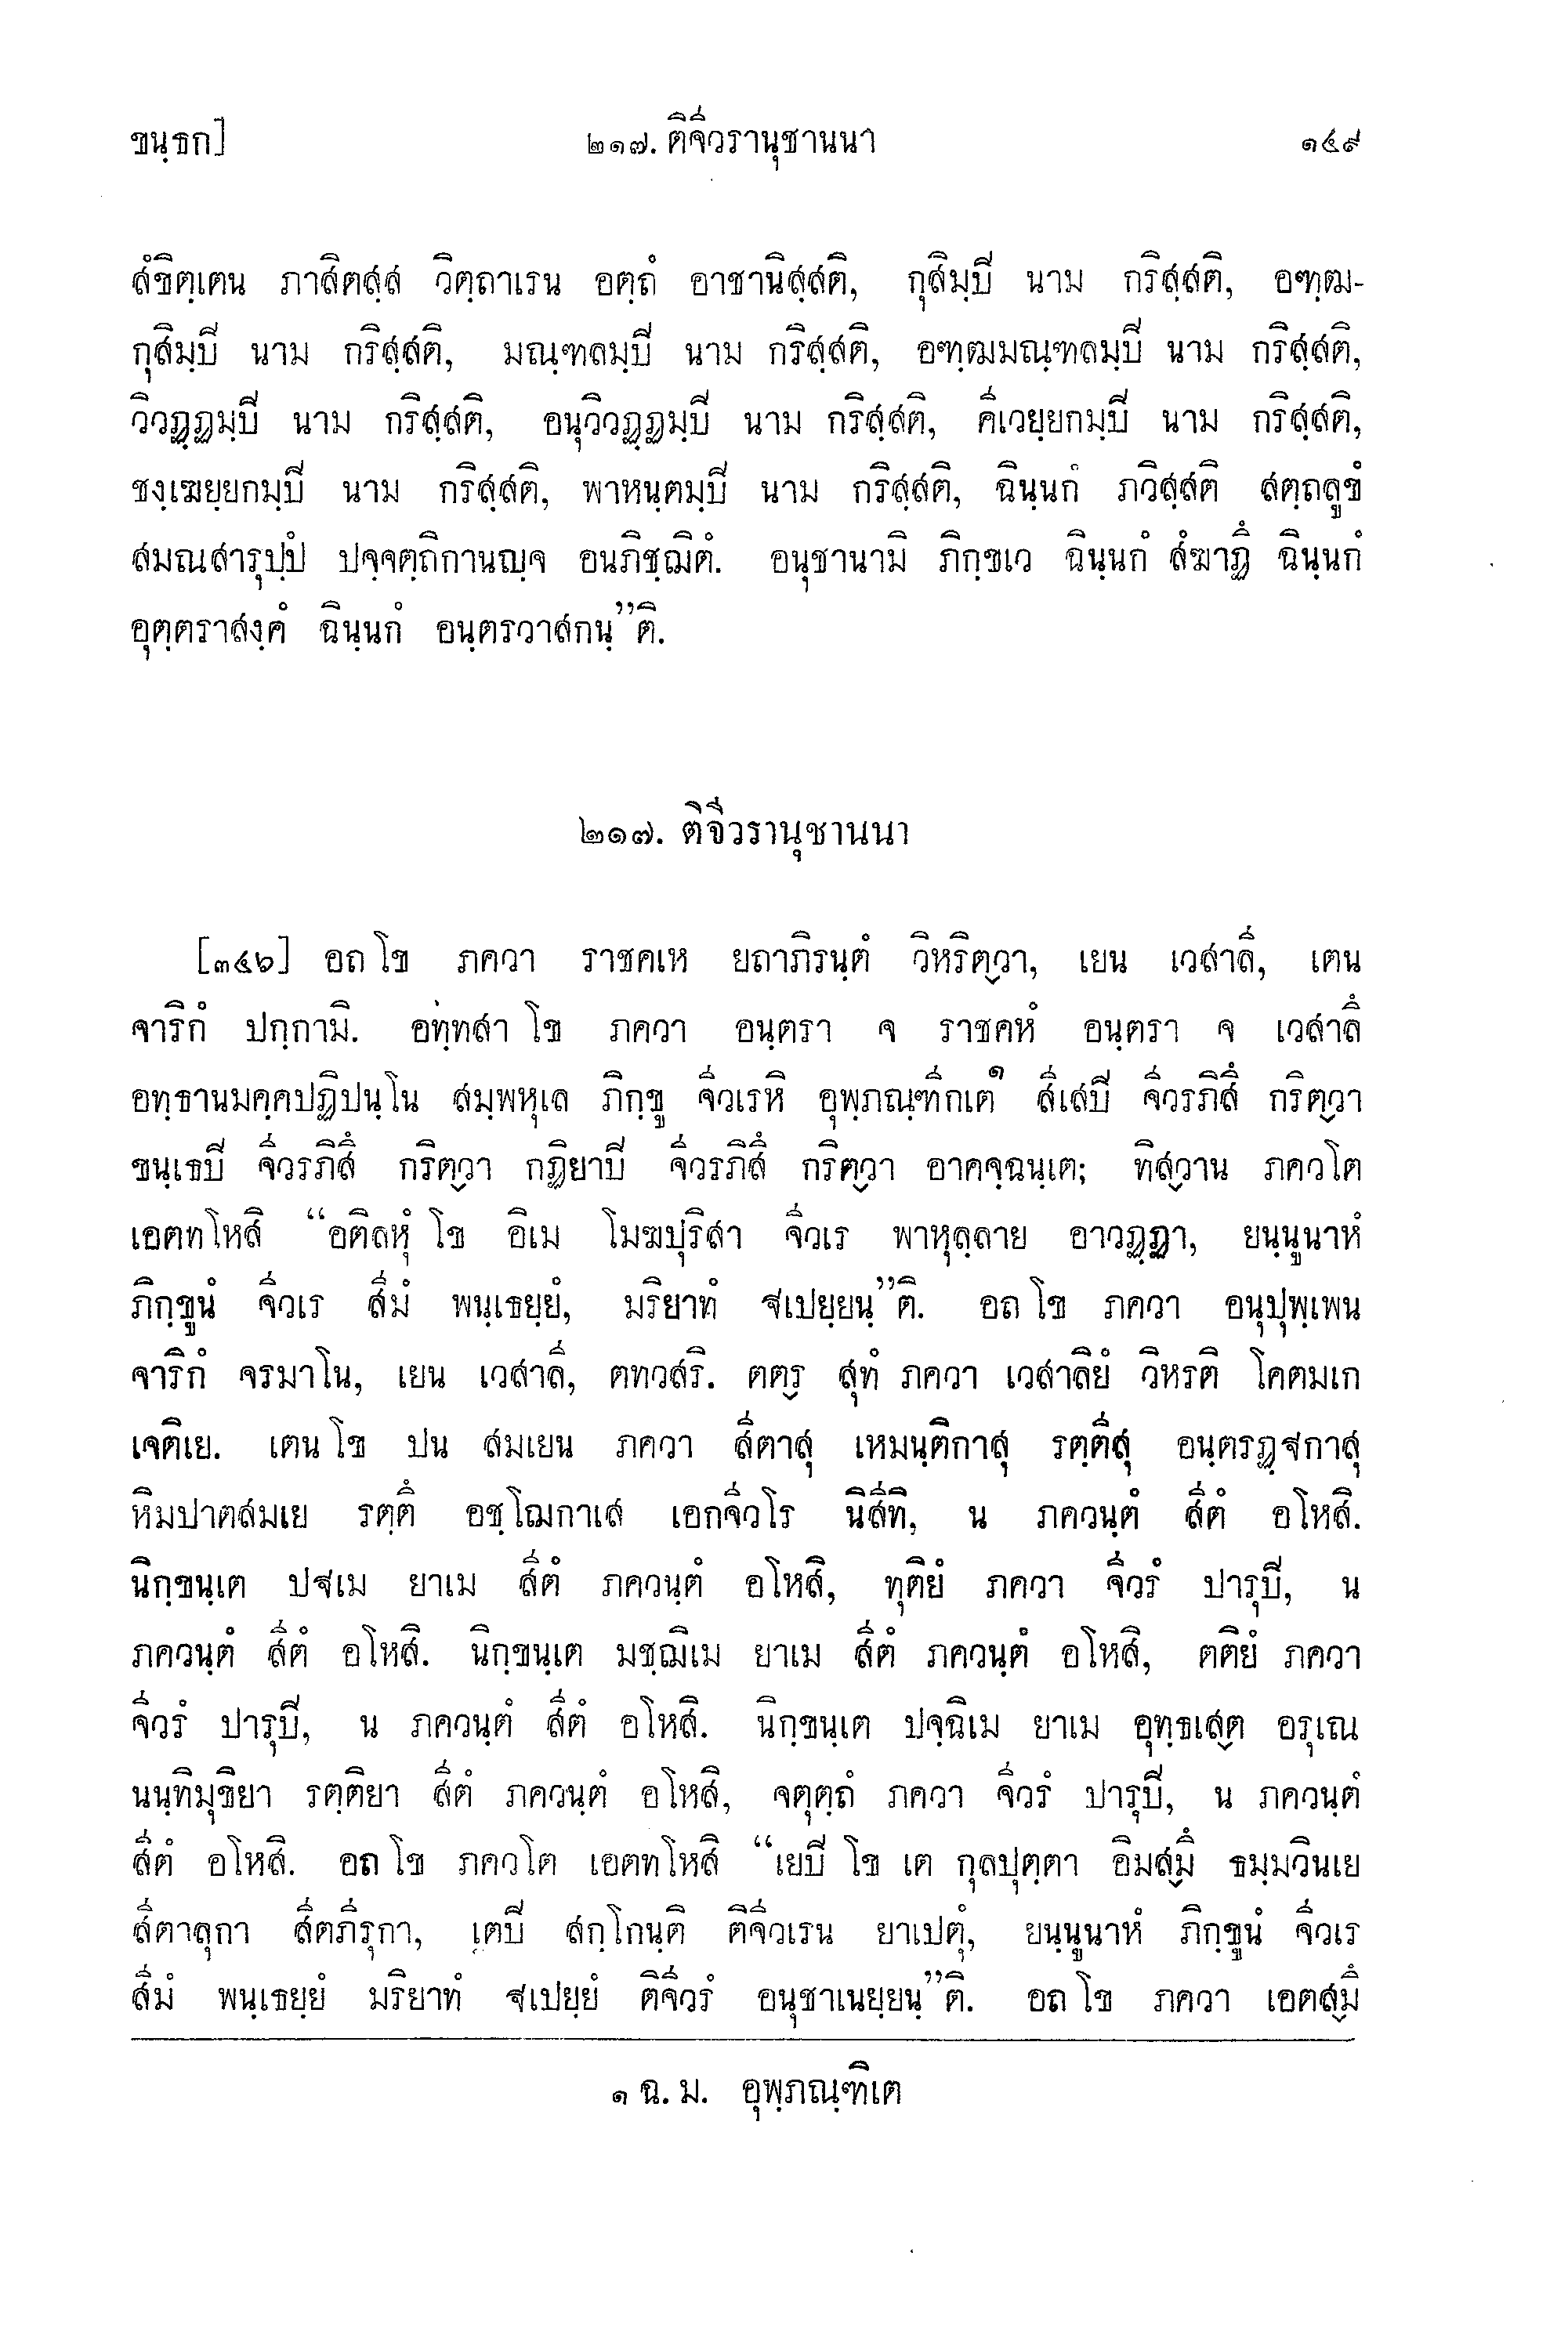 ขนฺธก] ๒๑๗. ติจีวรานุชานนา ๑๔๙
สํขิตฺเตน ภาสิตสฺส วิตฺถาเรน อตฺถํ อาชานิสฺสติ, กุสิมฺปี นาม กริสฺสติ, อฑฺฒ-
กุสิมฺปี นาม กริสฺสติ, มณฺฑลมฺปี นาม กริสฺสติ, อฑฺฒมณฺฑลมฺปี นาม กริสฺสติ,
วิวฏฺฏมฺปี นาม กริสฺสติ, อนุวิวฏฺฏมฺปี นาม กริสฺสติ, คีเวยฺยกมฺปี นาม กริสฺสติ,
ชงฺเฆยฺยกมฺปี นาม กริสฺสติ, พาหนฺตมฺปี นาม กริสฺสติ, ฉินฺนกํ ภวิสฺสติ สตฺถลูขํ
สมณสารุปฺปํ ปจฺจตฺถิกานญฺจ อนภิชฺฌิตํ. อนุชานามิ ภิกฺขเว ฉินฺนกํ สํฆาฏึ ฉินฺนกํ
อุตฺตราสงฺคํ ฉินฺนกํ อนฺตรวาสกนฺ”ติ.
๒๑๗. ติจีวรานุชานนา
[๓๔๖] อถ โข ภควา ราชคเห ยถาภิรนฺตํ วิหริตฺวา, เยน เวสาลี, เตน
จาริกํ ปกฺกามิ. อทฺทสา โข ภควา อนฺตรา จ ราชคหํ อนฺตรา จ เวสาลึ
อทฺธานมคฺคปฏิปนฺโน สมฺพหุเล ภิกฺขู จีวเรหิ อุพฺภณฺฑีกเต๑ สีเสปี จีวรภิสึ กริตฺวา
ขนฺเธปี จีวรภิสึ กริตฺวา กฏิยาปี จีวรภิสึ กริตฺวา อาคจฺฉนฺเต; ทิสฺวาน ภควโต
เอตทโหสิ “อติลหุํ โข อิเม โมฆปุริสา จีวเร พาหุลฺลาย อาวฏฺฏา, ยนฺนูนาหํ
ภิกฺขูนํ จีวเร สีมํ พนฺเธยฺยํ, มริยาทํ ฐเปยฺยนฺ”ติ. อถ โข ภควา อนุปุพฺเพน
จาริกํ จรมาโน, เยน เวสาลี, ตทวสริ. ตตฺร สุทํ ภควา เวสาลิยํ วิหรติ โคตมเก
เจติเย. เตน โข ปน สมเยน ภควา สีตาสุ เหมนฺติกาสุ รตฺตีสุ อนฺตรฏฺฐกาสุ
หิมปาตสมเย รตฺตึ อชฺโฌกาเส เอกจีวโร นิสีทิ, น ภควนฺตํ สีตํ อโหสิ.
นิกฺขนฺเต ปฐเม ยาเม สีตํ ภควนฺตํ อโหสิ, ทุติยํ ภควา จีวรํ ปารุปี, น
ภควนฺตํ สีตํ อโหสิ. นิกฺขนฺเต มชฺฌิเม ยาเม สีตํ ภควนฺตํ อโหสิ, ตติยํ ภควา
จีวรํ ปารุปี, น ภควนฺตํ สีตํ อโหสิ. นิกฺขนฺเต ปจฺฉิเม ยาเม อุทฺธเสฺต อรุเณ
นนฺทิมุขิยา รตฺติยา สีตํ ภควนฺตํ อโหสิ, จตุตฺถํ ภควา จีวรํ ปารุปี, น ภควนฺตํ
สีตํ อโหสิ. อถ โข ภควโต เอตทโหสิ “เยปี โข เต กุลปุตฺตา อิมสฺมึ ธมฺมวินเย
สีตาลุกา สีตภีรุกา, เตปี สกฺโกนฺติ ติจีวเรน ยาเปตุํ, ยนฺนูนาหํ ภิกฺขูนํ จีวเร
สีมํ พนฺเธยฺยํ มริยาทํ ฐเปยฺยํ ติจีวรํ อนุชาเนยฺยนฺ”ติ. อถ โข ภควา เอตสฺมึ
๑ ฉ. ม. อุพฺภณฺฑิเต